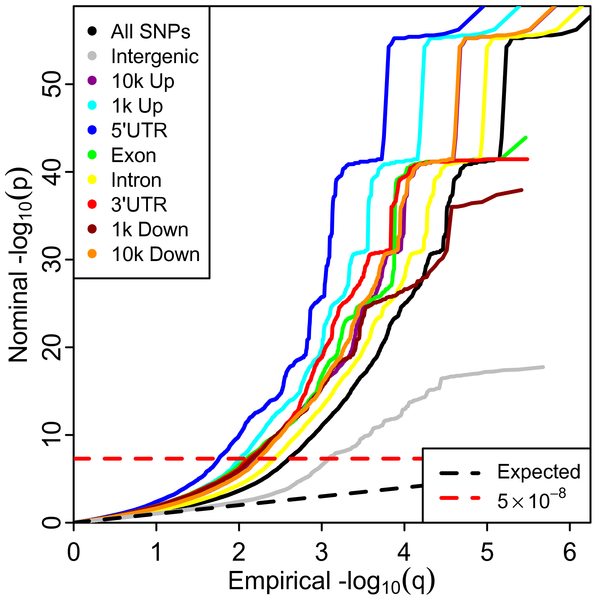 All SNPs
Intergenic
10k Up
1k Up
5'UTR
Exon
Intron
3'UTR
1k Down
10k Down
Expected
5×10⁻⁸
Nominal -log₁₀(p)
0
10
20
30
40
50
0 1 2 3 4 5 6
Empirical -log₁₀(q)